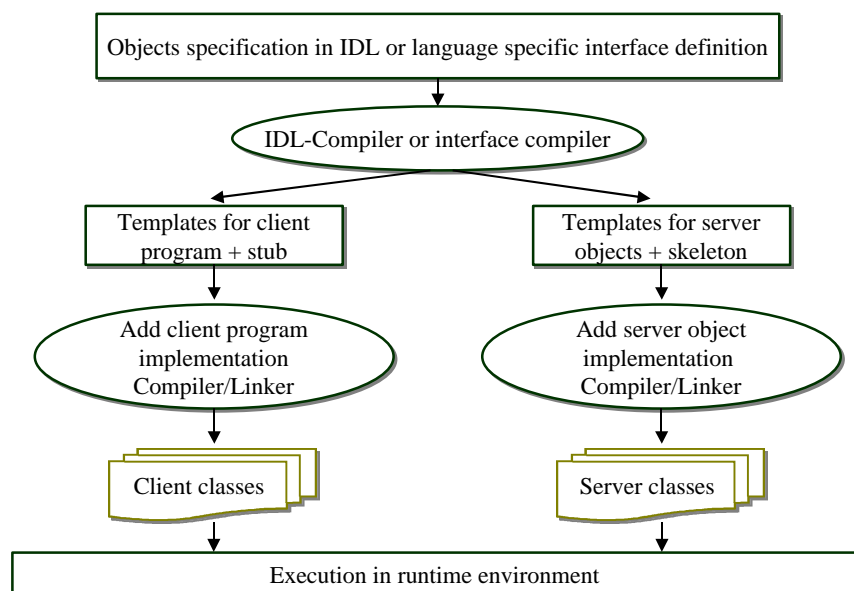 Objects specification in IDL or language specific interface definition
IDL-Compiler or interface compiler
Templates for client
program + stub
Templates for server
objects + skeleton
Add client program
implementation
Compiler/Linker
Add server object
implementation
Compiler/Linker
Client classes
Server classes
Execution in runtime environment